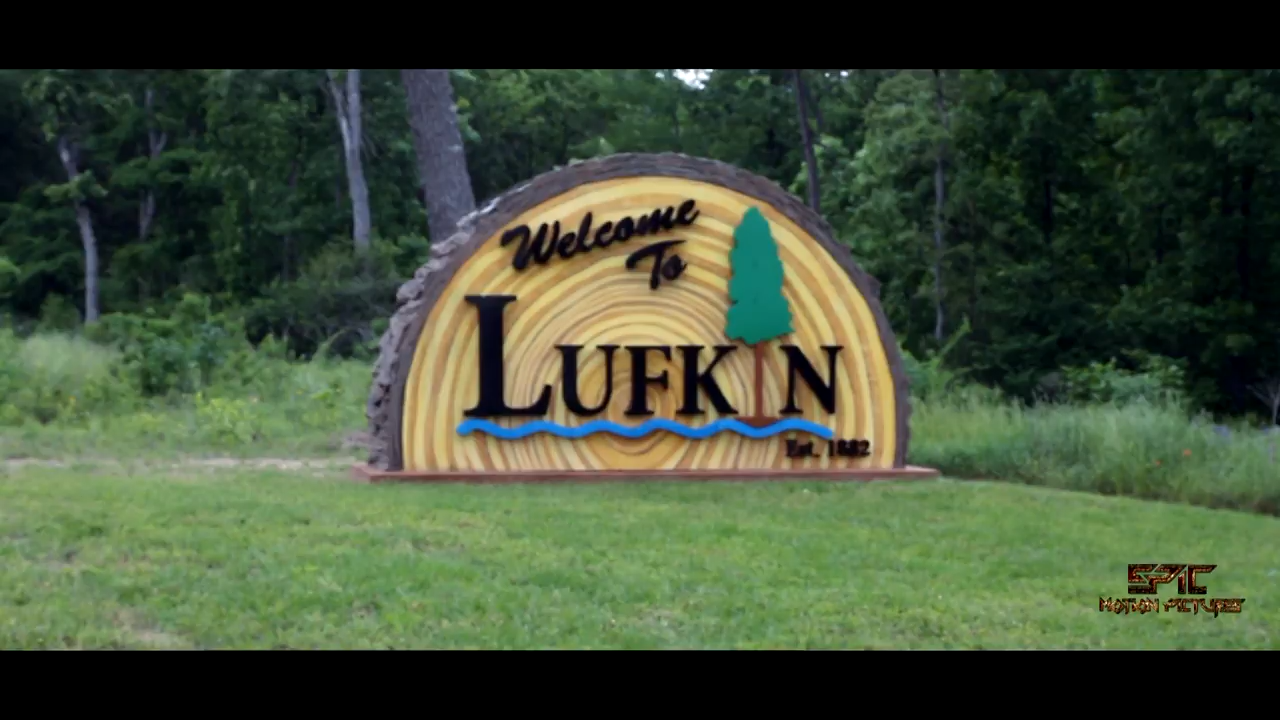 Welcome
To
LUFKIN
Est. 1882
EPIC
MOTION PICTURES